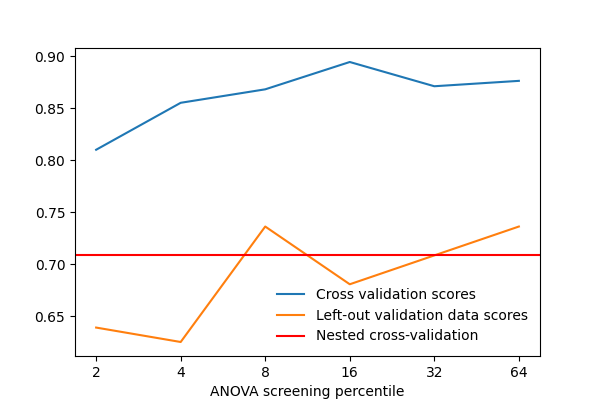 0.90
0.85
0.80
0.75
0.70
0.65
Cross validation scores
Left-out validation data scores
Nested cross-validation
2 4 8 16 32 64
ANOVA screening percentile